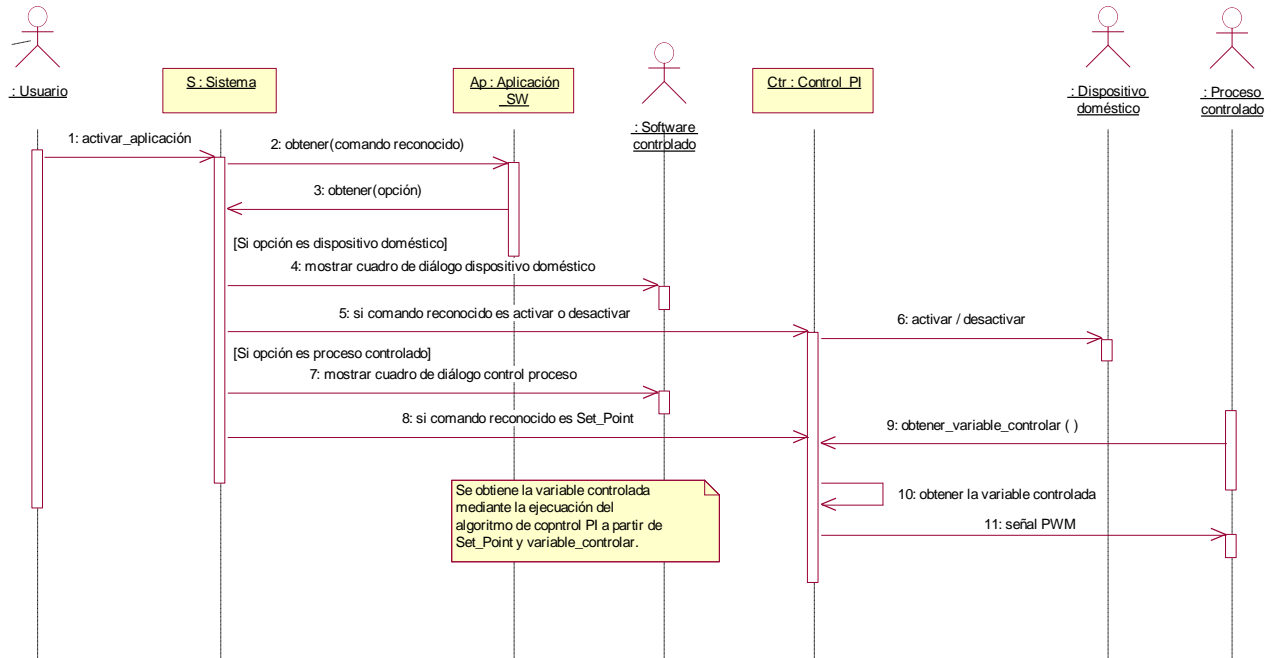 : Usuario
S : Sistema
Ap : Aplicación
_SW
: Software
controlado
Ctr : Control_PI
: Dispositivo
doméstico
: Proceso
controlado
1: activar_aplicación
2: obtener(comando reconocido)
3: obtener(opción)
[Si opción es dispositivo doméstico]
4: mostrar cuadro de diálogo dispositivo doméstico
5: si comando reconocido es activar o desactivar
6: activar / desactivar
[Si opción es proceso controlado]
7: mostrar cuadro de diálogo control proceso
8: si comando reconocido es Set_Point
9: obtener_variable_controlar ( )
Se obtiene la variable controlada
mediante la ejecuación del
algoritmo de copntrol PI a partir de
Set_Point y variable_controlar.
10: obtener la variable controlada
11: señal PWM